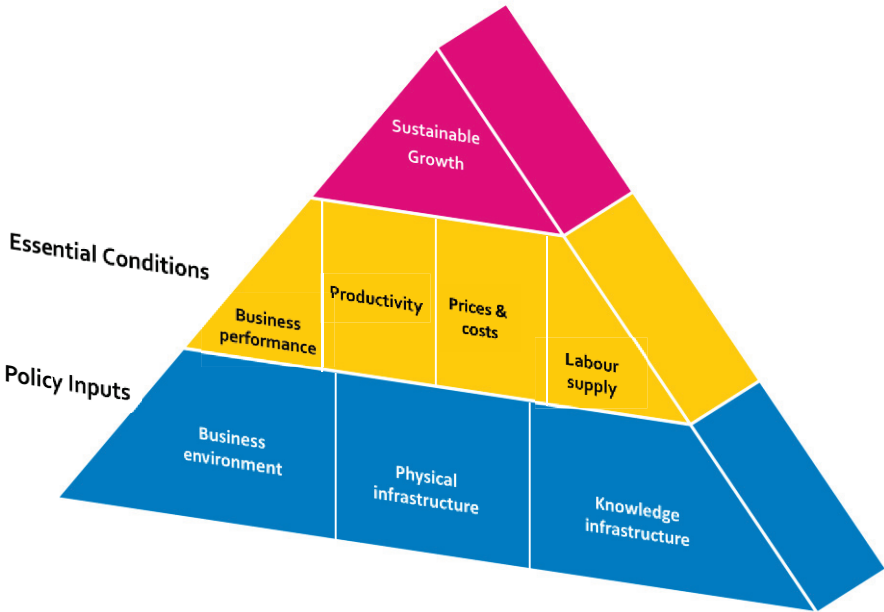 Sustainable
Growth
Essential Conditions
Business
performance
Productivity
Prices &
costs
Labour
supply
Policy Inputs
Business
environment
Physical
infrastructure
Knowledge
infrastructure